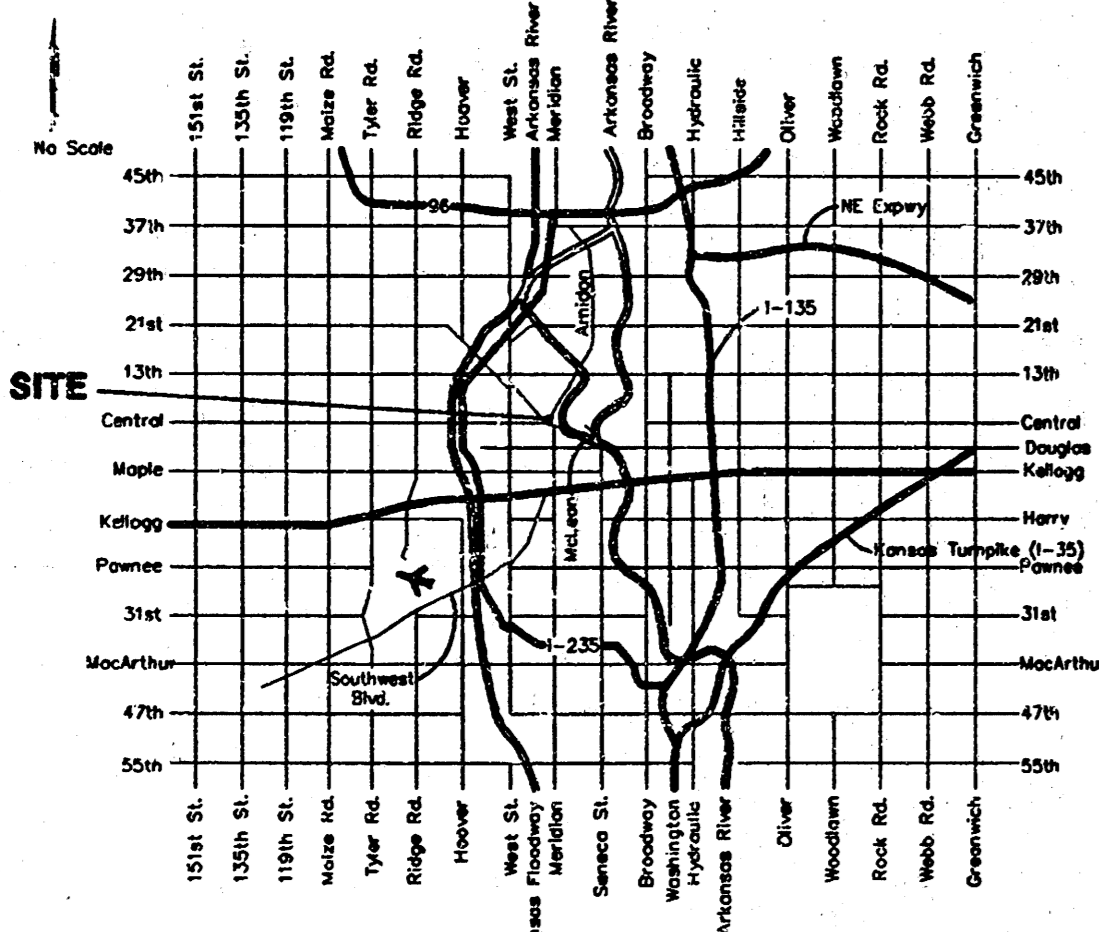 No Scale
151st St.
135th St.
119th St.
Maize Rd.
Tyler Rd.
Ridge Rd.
Hoover
West St.
Arkansas River
Meridian
Arkansas River
Broadway
Hydraulic
Hillside
Oliver
Woodlawn
Rock Rd.
Webb Rd.
Greenwich
45th
45th
96
NE Expwy
37th
37th
29th
29th
Amidon
I-135
21st
21st
13th
13th
SITE
Central
Central
Douglas
Maple
Kellogg
McLean
Kellogg
Harry
Kansas Turnpike (I-35)
Pawnee
Pawnee
31st
31st
I-235
MacArthur
MacArthu
Southwest
Blvd.
47th
47th
55th
55th
151st St.
135th St.
119th St.
Maize Rd.
Tyler Rd.
Ridge Rd.
Hoover
West St.
nsas Floodway
Meridian
Seneca St.
Broadway
Washington
Hydraulic
Arkansas River
Oliver
Woodlawn
Rock Rd.
Webb Rd.
Greenwich